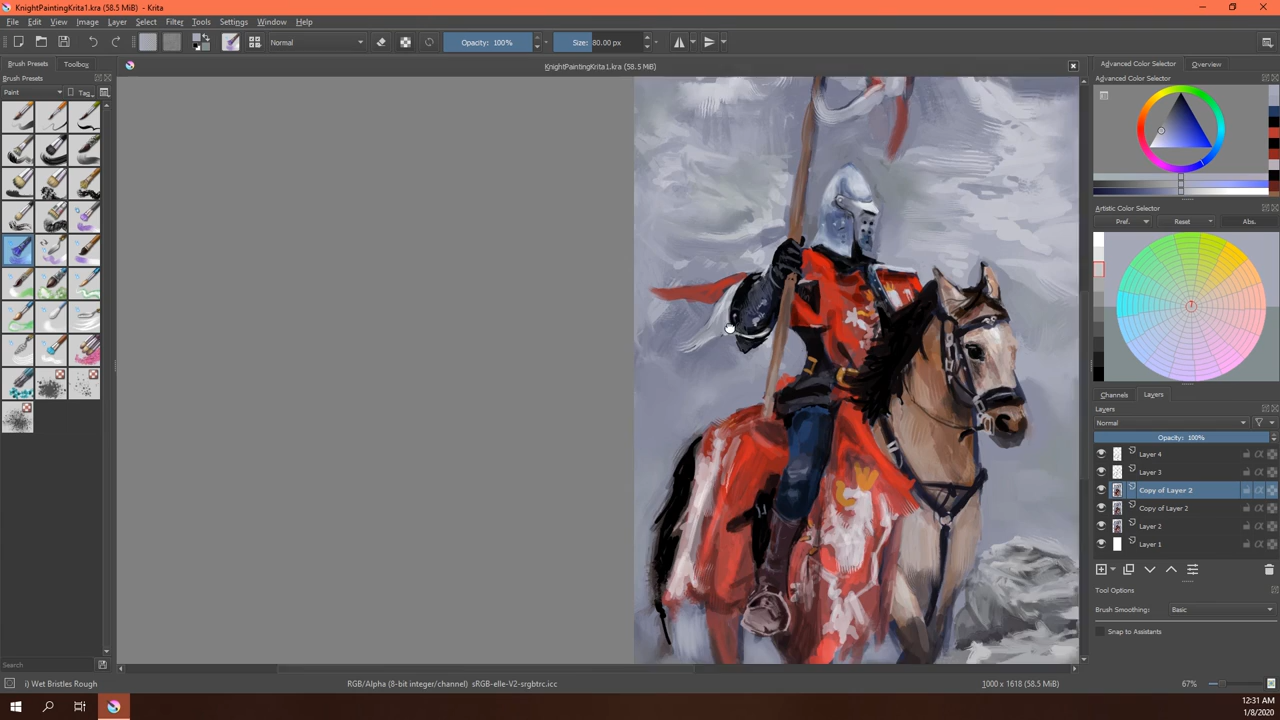 KnightPaintingKrita1.kra (58.5 MiB) - Krita
File Edit View Image Layer Select Filter Tools Settings Window Help
Normal Opacity: 100% Size: 80.00 px
Brush Presets Toolbox
KnightPaintingKrita1.kra (58.5 MiB)
Advanced Color Selector Overview
Brush Presets
Advanced Color Selector
Paint Tag
Artistic Color Selector
Pref. Reset Abs.
Channels Layers
Layers
Normal
Opacity: 100%
Layer 4
Layer 3
Copy of Layer 2
Copy of Layer 2
Layer 2
Layer 1
Tool Options
Brush Smoothing: Basic
Snap to Assistants
Search
i) Wet Bristles Rough RGB/Alpha (8-bit integer/channel) sRGB-elle-V2-srgbtrc.icc 1000 x 1618 (58.5 MiB) 67%
12:31 AM
1/8/2020